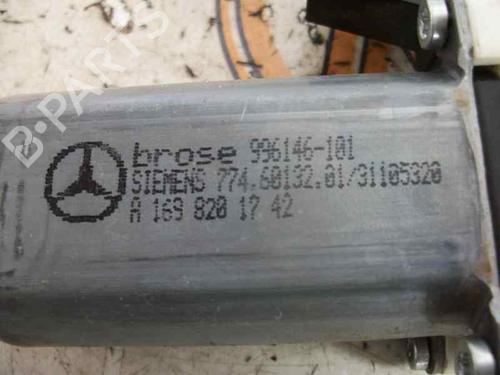 B-PARTS
brose 996146-101
SIEMENS 774.60132.01/31105320
A 169 820 17 42